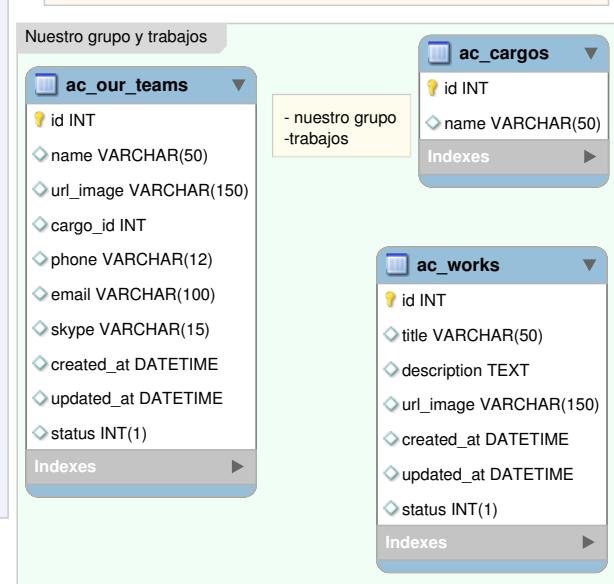 Nuestro grupo y trabajos
ac_our_teams
id INT
name VARCHAR(50)
url_image VARCHAR(150)
cargo_id INT
phone VARCHAR(12)
email VARCHAR(100)
skype VARCHAR(15)
created_at DATETIME
updated_at DATETIME
status INT(1)
Indexes
- nuestro grupo
-trabajos
ac_cargos
id INT
name VARCHAR(50)
Indexes
ac_works
id INT
title VARCHAR(50)
description TEXT
url_image VARCHAR(150)
created_at DATETIME
updated_at DATETIME
status INT(1)
Indexes